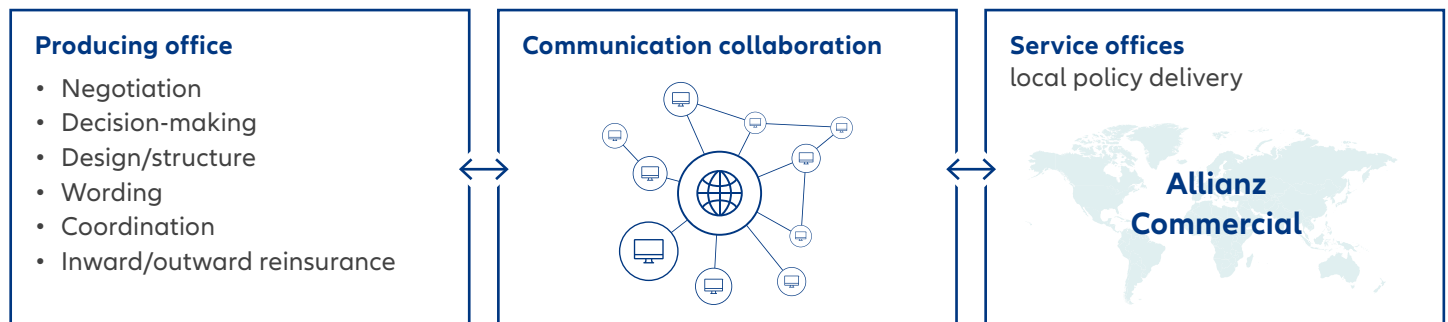 Producing office
• Negotiation
• Decision-making
• Design/structure
• Wording
• Coordination
• Inward/outward reinsurance
Communication collaboration
Service offices
local policy delivery
Allianz
Commercial